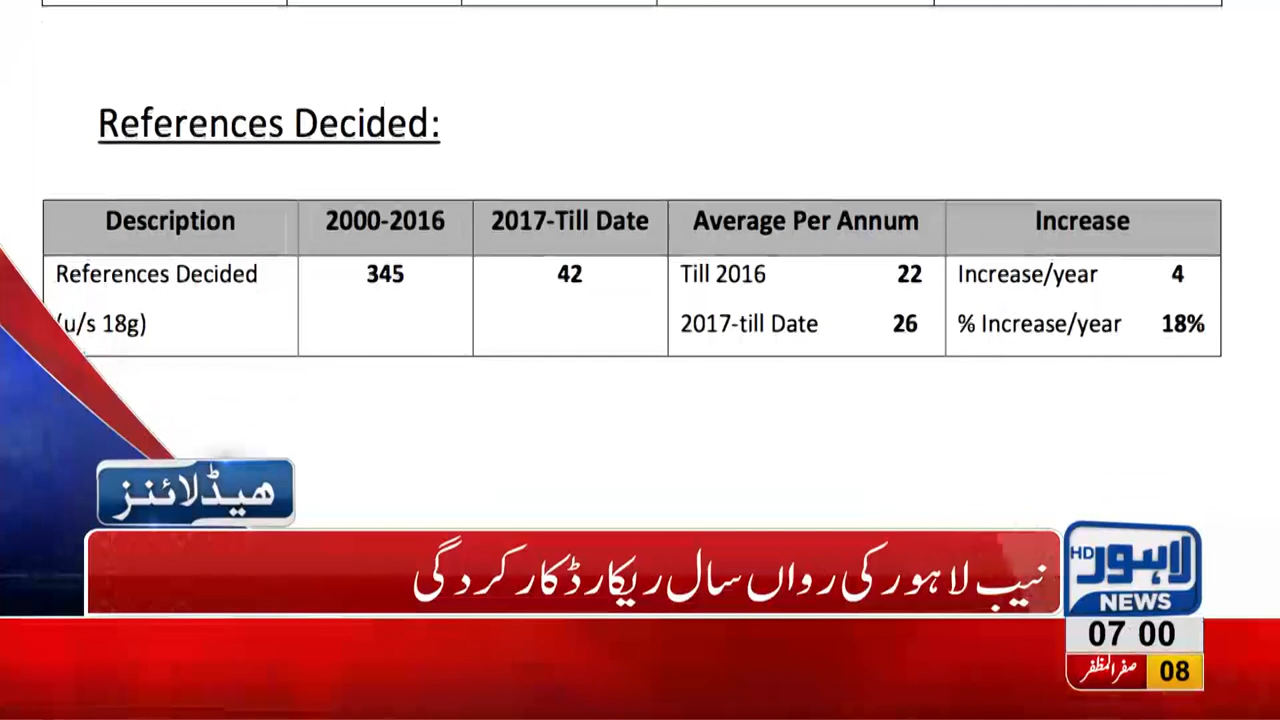 References Decided:
Description 2000-2016 2017-Till Date Average Per Annum Increase
References Decided 345 42 Till 2016 22 Increase/year 4
(u/s 18g) 2017-till Date 26 % Increase/year 18%
ھیڈلائنز
نیب لاہور کی رواں سال ریکارڈ کارکردگی
HD لاہور
NEWS
07 00
صفر المظفر 08